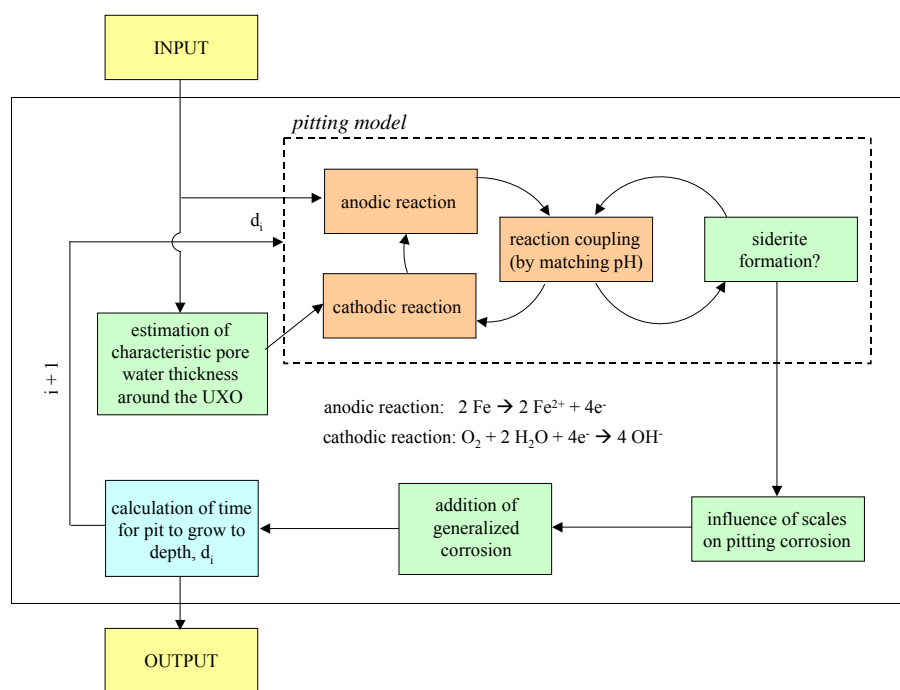 INPUT
pitting model
anodic reaction
reaction coupling
(by matching pH)
siderite
formation?
d_i
cathodic reaction
estimation of
characteristic pore
water thickness
around the UXO
i + 1
anodic reaction: 2 Fe → 2 Fe²⁺ + 4e⁻
cathodic reaction: O₂ + 2 H₂O + 4e⁻ → 4 OH⁻
calculation of time
for pit to grow to
depth, d_i
addition of
generalized
corrosion
influence of scales
on pitting corrosion
OUTPUT